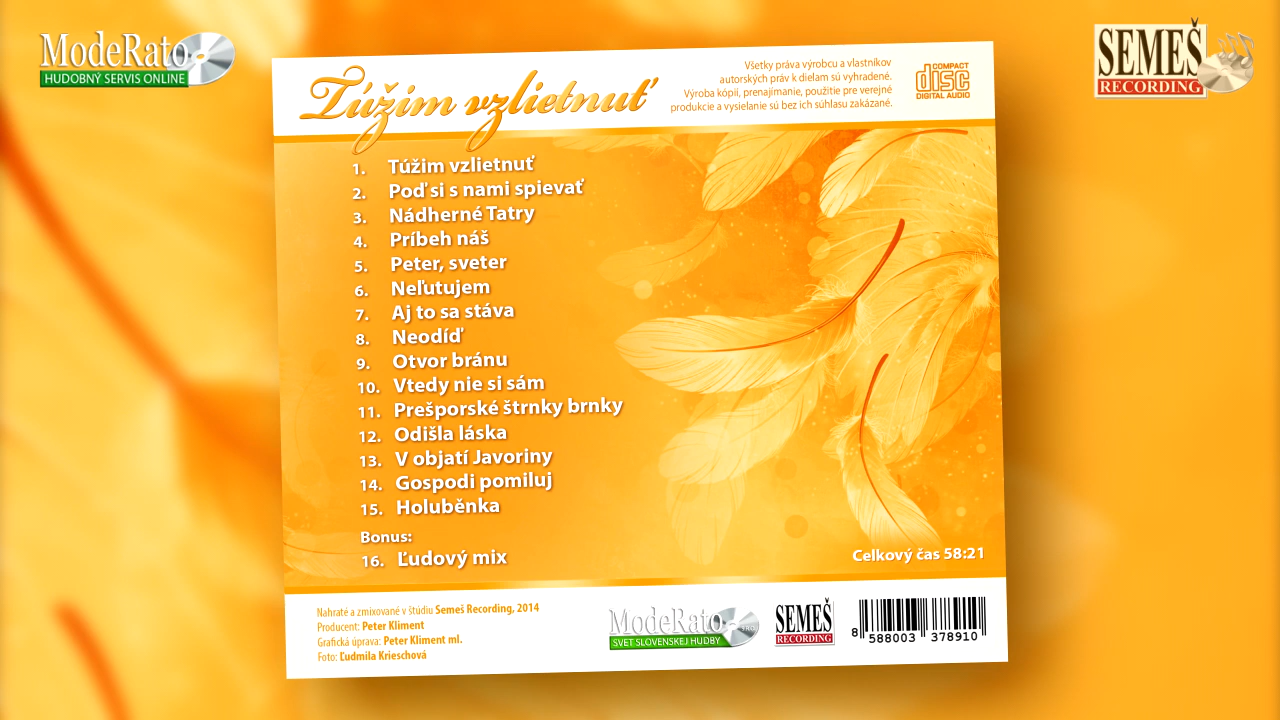 ModeRato
HUDOBNÝ SERVIS ONLINE
SEMEŠ
RECORDING
Túžim vzlietnuť
Všetky práva výrobcu a vlastníkov
autorských práv k dielam sú vyhradené.
Výroba kópií, prenajímanie, použitie pre verejné
produkcie a vysielanie sú bez ich súhlasu zakázané.
COMPACT
disc
DIGITAL AUDIO
1. Túžim vzlietnuť
2. Poď si s nami spievať
3. Nádherné Tatry
4. Príbeh náš
5. Peter, sveter
6. Neľutujem
7. Aj to sa stáva
8. Neodíď
9. Otvor bránu
10. Vtedy nie si sám
11. Prešporské štrnky brnky
12. Odišla láska
13. V objatí Javoriny
14. Gospodi pomiluj
15. Holuběnka
Bonus:
16. Ľudový mix
Celkový čas 58:21
Nahraté a zmixované v štúdiu Semeš Recording, 2014
Producent: Peter Kliment
Grafická úprava: Peter Kliment ml.
Foto: Ľudmila Krieschová
ModeRato
SRO
SVET SLOVENSKEJ HUDBY
SEMEŠ
RECORDING
8 588003 378910